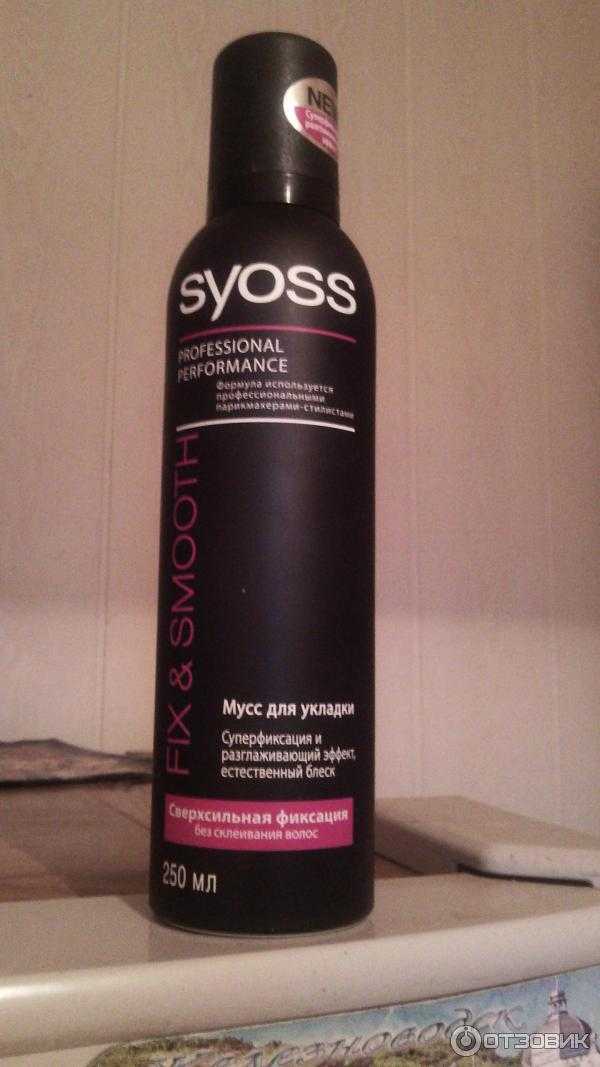 NEW
syoss
PROFESSIONAL
PERFORMANCE
Формула используется
профессиональными
парикмахерами-стилистами
FIX & SMOOTH
Мусс для укладки
Суперфиксация и
разглаживающий эффект,
естественный блеск
Сверхсильная фиксация
без склеивания волос
250 мл
Железноводск
ОТЗОВИК